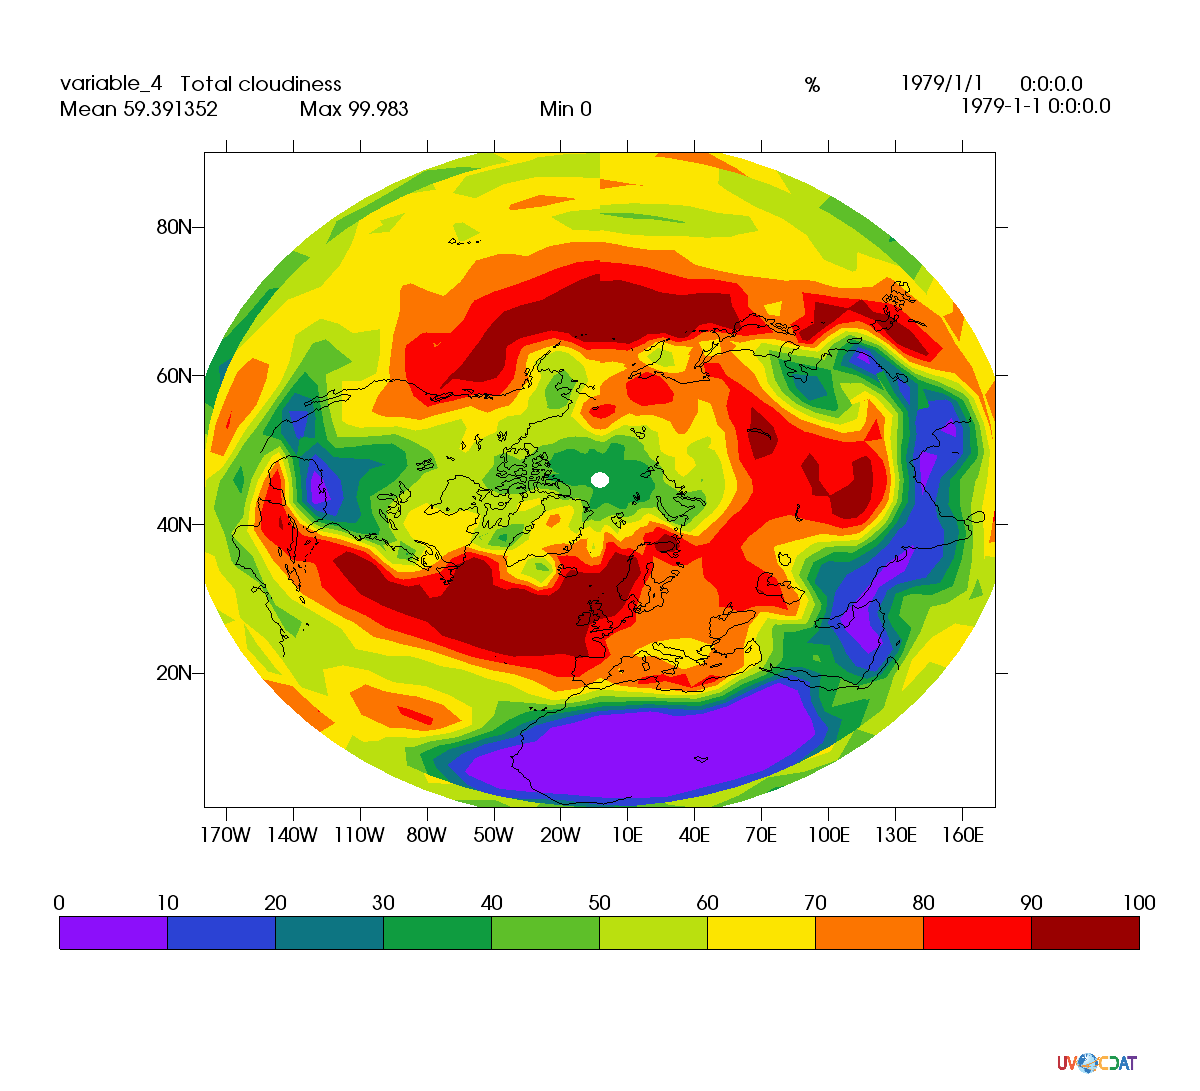 variable_4 Total cloudiness % 1979/1/1 0:0:0.0
Mean 59.391352 Max 99.983 Min 0 1979-1-1 0:0:0.0
80N
60N
40N
20N
170W 140W 110W 80W 50W 20W 10E 40E 70E 100E 130E 160E
0 10 20 30 40 50 60 70 80 90 100
UV CDAT